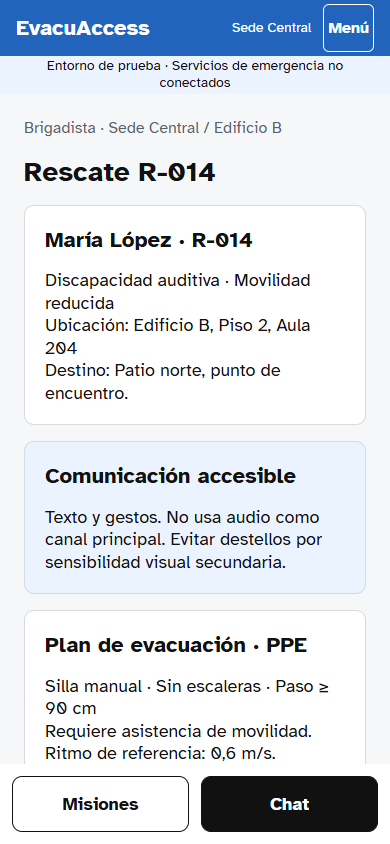 EvacuAccess
Sede Central
Menú
Entorno de prueba · Servicios de emergencia no
conectados
Brigadista · Sede Central / Edificio B
Rescate R-014
María López · R-014
Discapacidad auditiva · Movilidad
reducida
Ubicación: Edificio B, Piso 2, Aula
204
Destino: Patio norte, punto de
encuentro.
Comunicación accesible
Texto y gestos. No usa audio como
canal principal. Evitar destellos por
sensibilidad visual secundaria.
Plan de evacuación · PPE
Silla manual · Sin escaleras · Paso ≥
90 cm
Requiere asistencia de movilidad.
Ritmo de referencia: 0,6 m/s.
Misiones
Chat